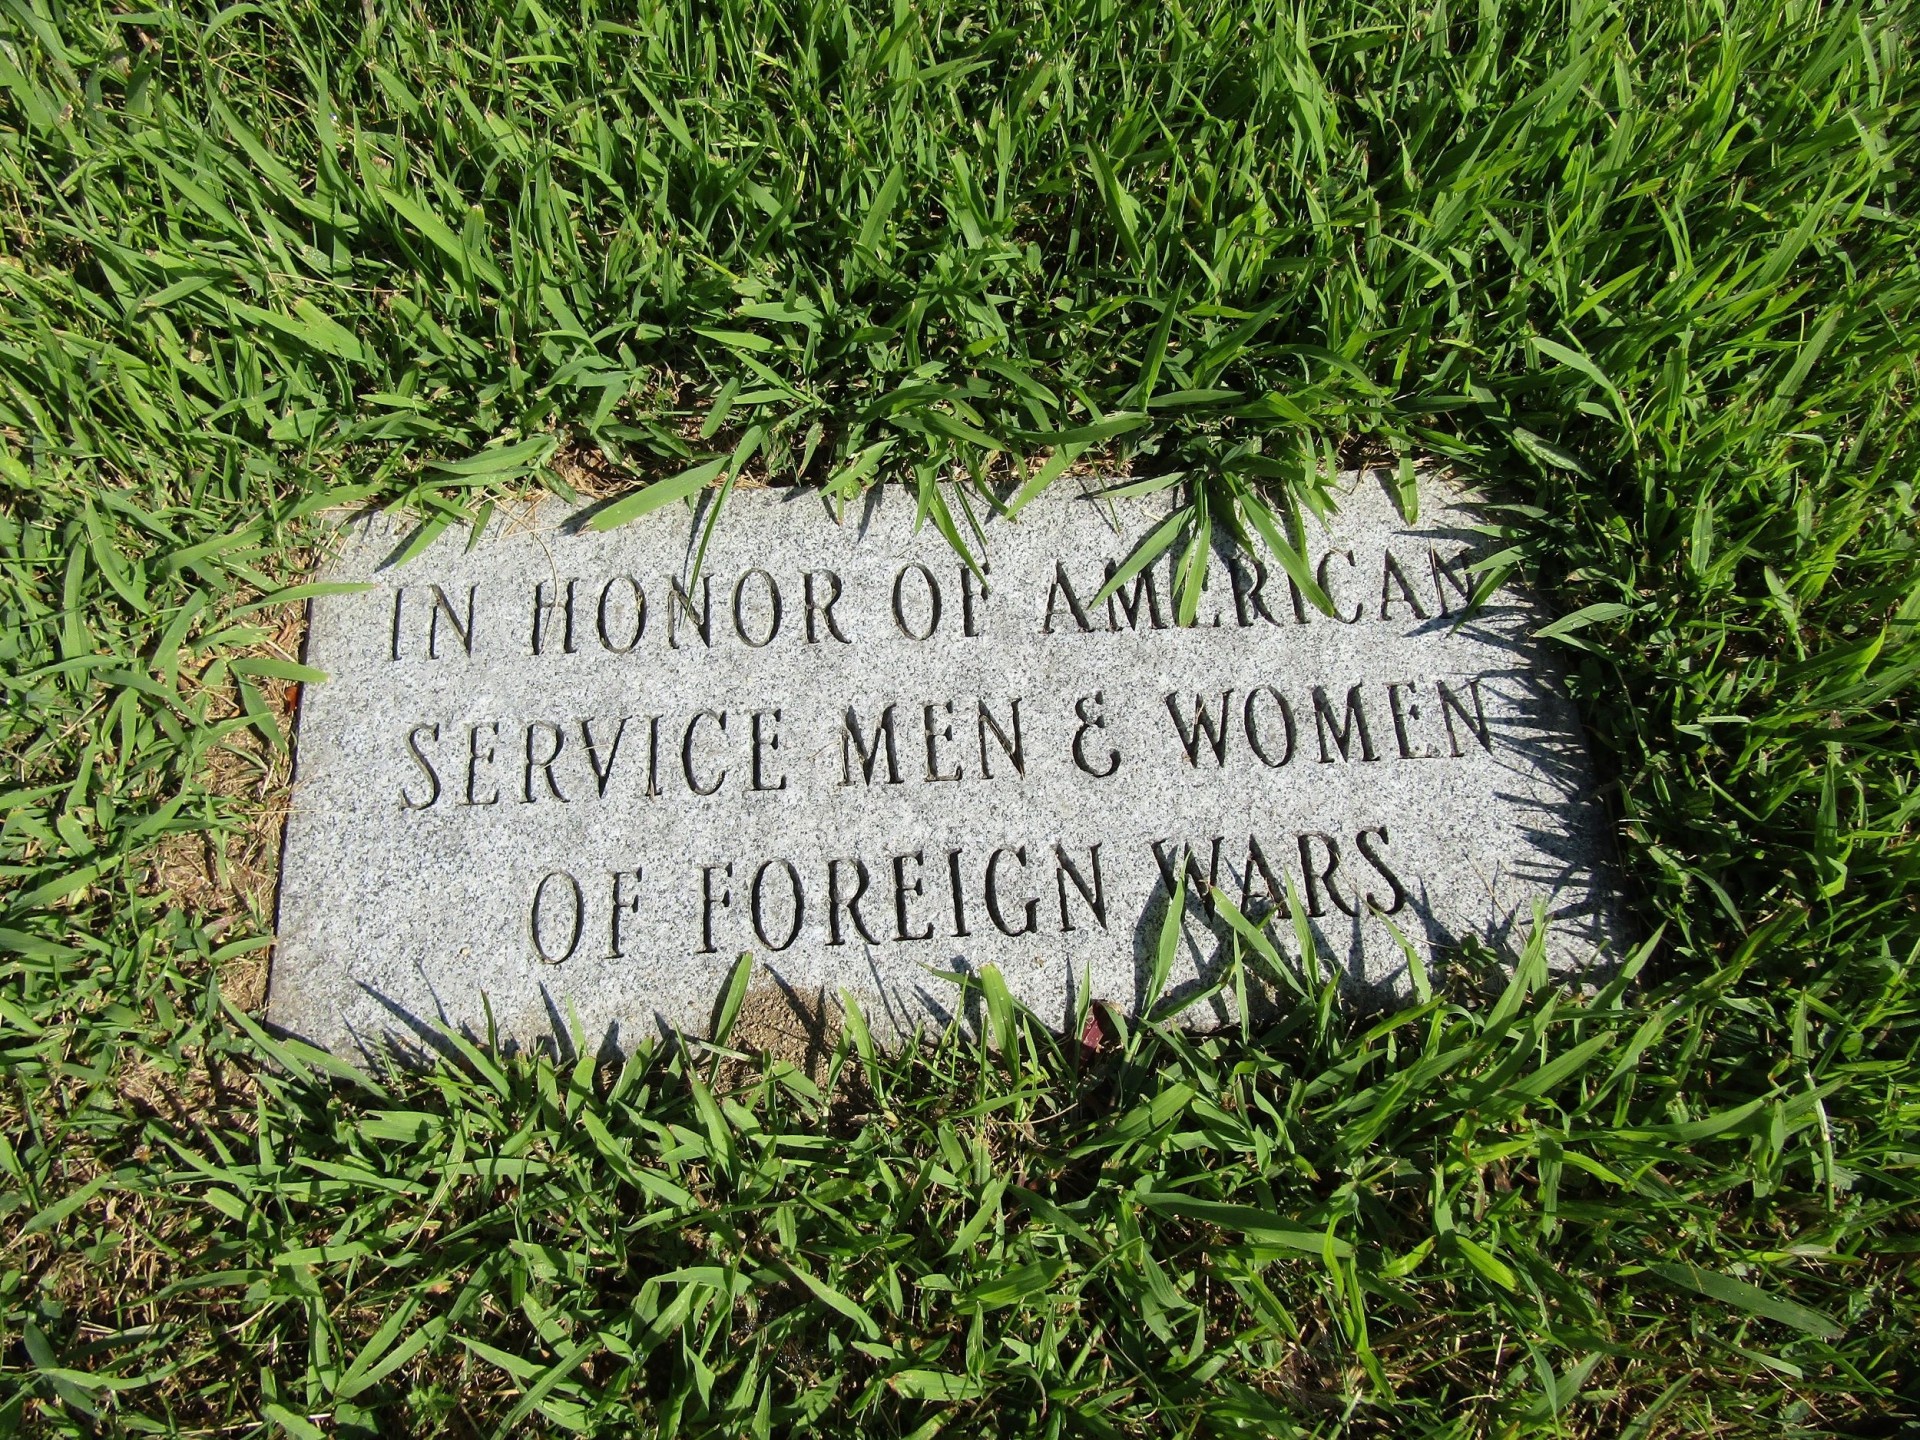 IN HONOR OF AMERICAN
SERVICE MEN & WOMEN
OF FOREIGN WARS